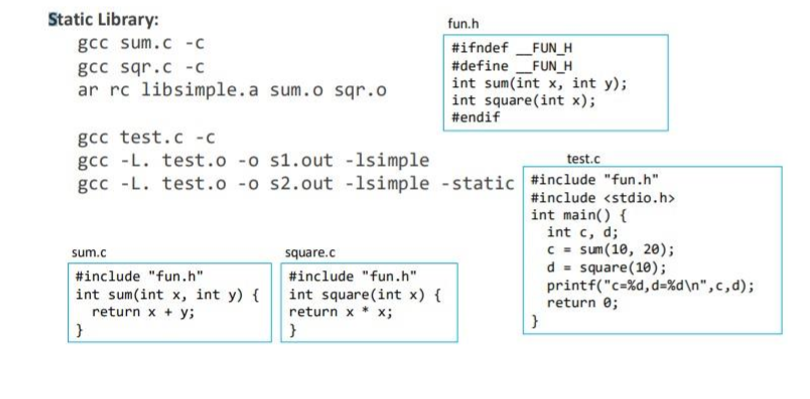 Static Library:
gcc sum.c -c
gcc sqr.c -c
ar rc libsimple.a sum.o sqr.o
gcc test.c -c
gcc -L. test.o -o s1.out -lsimple
gcc -L. test.o -o s2.out -lsimple -static
fun.h
#ifndef __FUN_H
#define __FUN_H
int sum(int x, int y);
int square(int x);
#endif
test.c
#include "fun.h"
#include <stdio.h>
int main() {
int c, d;
c = sum(10, 20);
d = square(10);
printf("c=%d,d=%d\n",c,d);
return 0;
}
sum.c
#include "fun.h"
int sum(int x, int y) {
return x + y;
}
square.c
#include "fun.h"
int square(int x) {
return x * x;
}